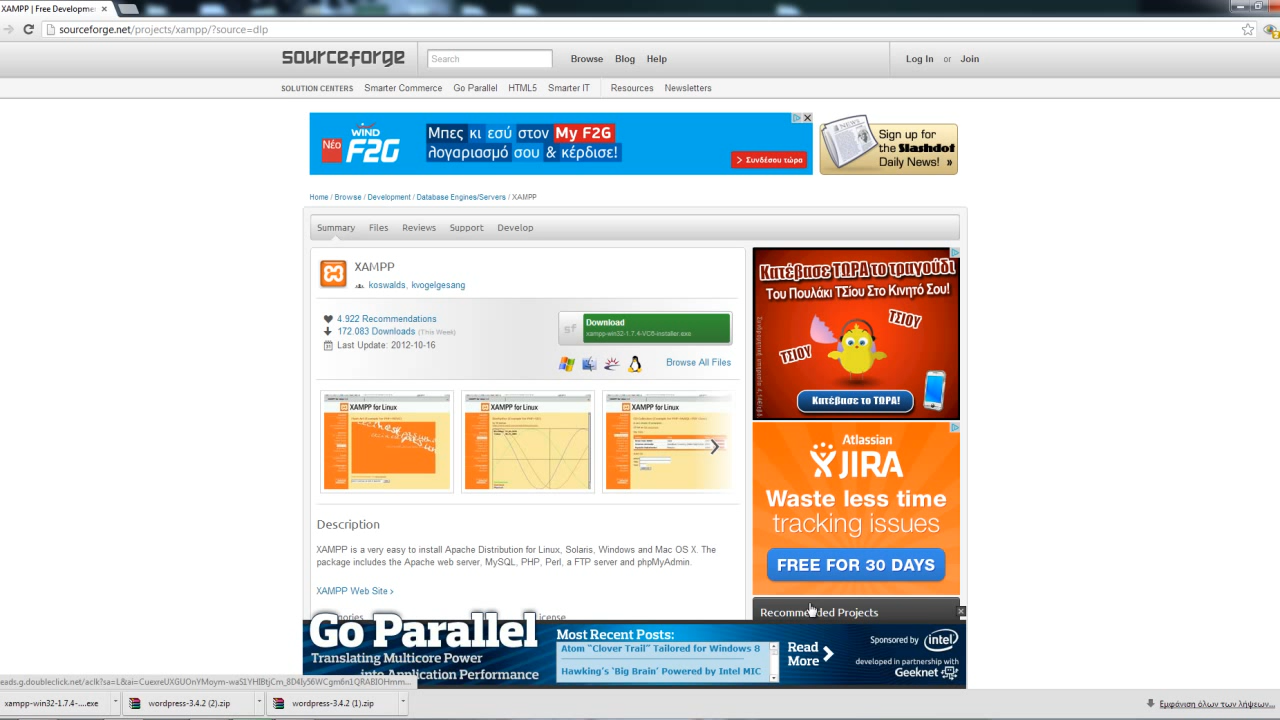 XAMPP | Free Developme
sourceforge.net/projects/xampp/?source=dlp
sourceforge
Search
Browse Blog Help
Log In or Join
SOLUTION CENTERS Smarter Commerce Go Parallel HTML5 Smarter IT Resources Newsletters
Νέο WIND F2G
Μπες κι εσύ στον My F2G
λογαριασμό σου & κέρδισε!
> Συνδέσου τώρα
NEWS
Sign up for
the Slashdot
Daily News! »
Home / Browse / Development / Database Engines/Servers / XAMPP
Summary Files Reviews Support Develop
XAMPP
koswalds, kvogelgesang
4.922 Recommendations
172.083 Downloads (This Week)
Last Update: 2012-10-16
sf Download
xampp-win32-1.7.4-VC6-installer.exe
Browse All Files
XAMPP for Linux
XAMPP for Linux
XAMPP for Linux
Description
XAMPP is a very easy to install Apache Distribution for Linux, Solaris, Windows and Mac OS X. The
package includes the Apache web server, MySQL, PHP, Perl, a FTP server and phpMyAdmin.
XAMPP Web Site >
Κατέβασε ΤΩΡΑ το τραγούδι
Του Πουλάκι ΤΣίου Στο Κινητό Σου!
ΤΣΙΟΥ
ΤΣΙΟΥ
Κατέβασε το ΤΩΡΑ!
Atlassian
JIRA
Waste less time
tracking issues
FREE FOR 30 DAYS
Recommended Projects
Go Parallel
Translating Multicore Power
into Application Performance
Most Recent Posts:
Atom "Clover Trail" Tailored for Windows 8
Hawking's 'Big Brain' Powered by Intel MIC
Read
More
Sponsored by intel
developed in partnership with
Geeknet
xampp-win32-1.7.4-....exe
wordpress-3.4.2 (2).zip
wordpress-3.4.2 (1).zip
Εμφάνιση όλων των λήψεων...